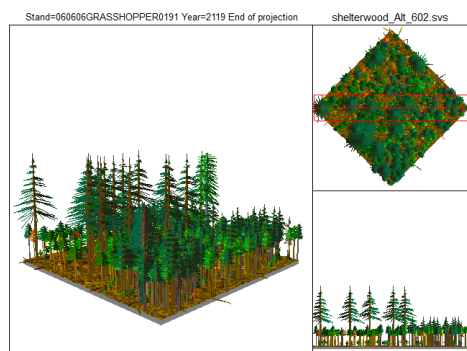 Stand=060606GRASSHOPPER0191 Year=2119 End of projection
shelterwood_Alt_602.svs